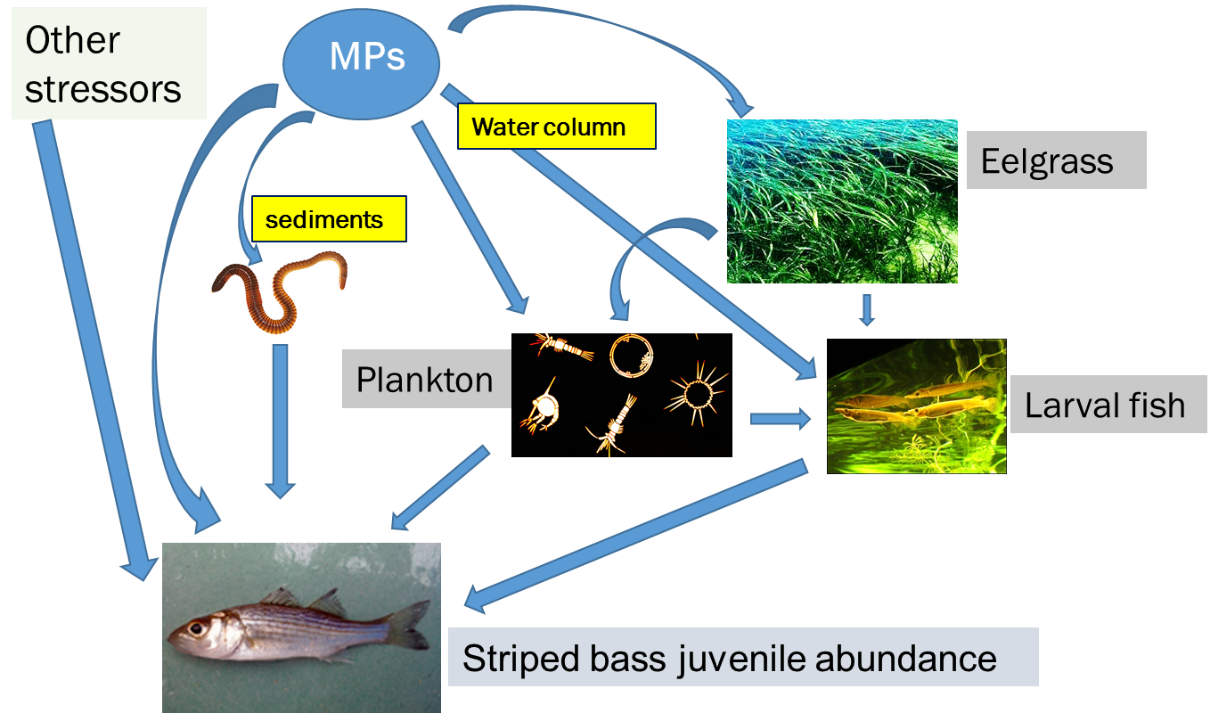 Other
stressors
MPs
Water column
Eelgrass
sediments
Plankton
Larval fish
Striped bass juvenile abundance